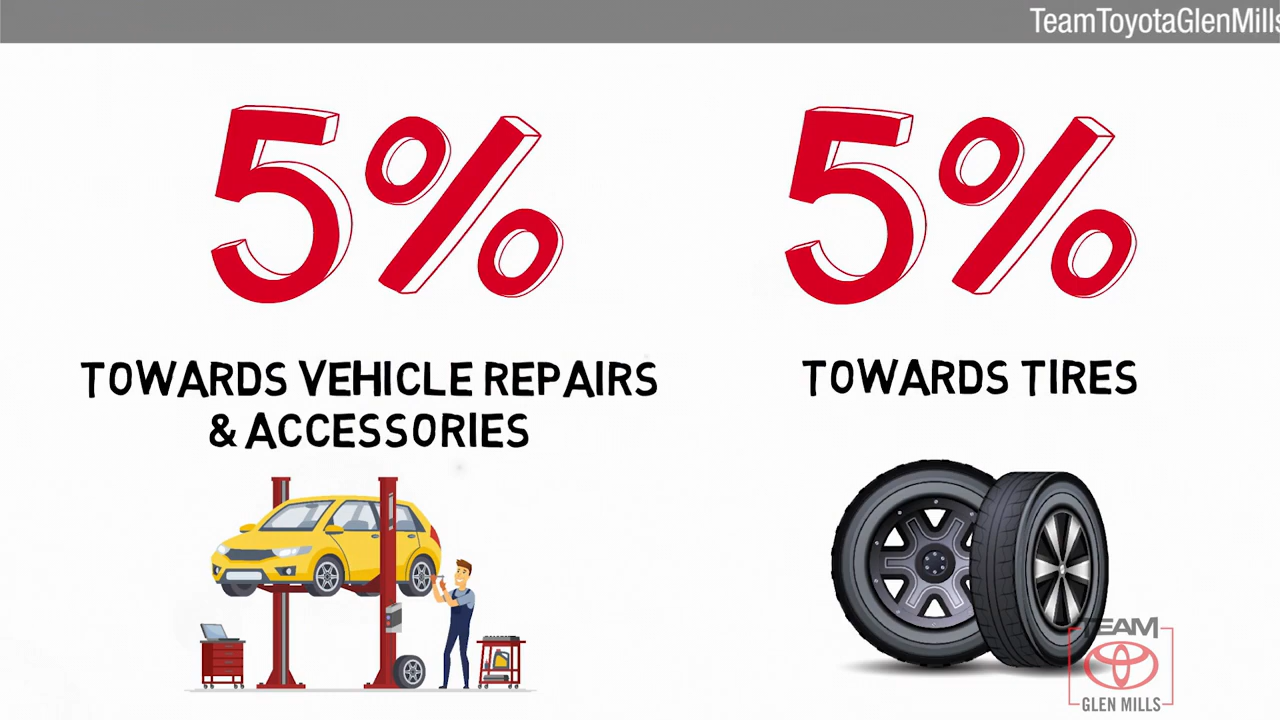 TeamToyotaGlenMills
5%
TOWARDS VEHICLE REPAIRS
& ACCESSORIES
5%
TOWARDS TIRES
TEAM
GLEN MILLS